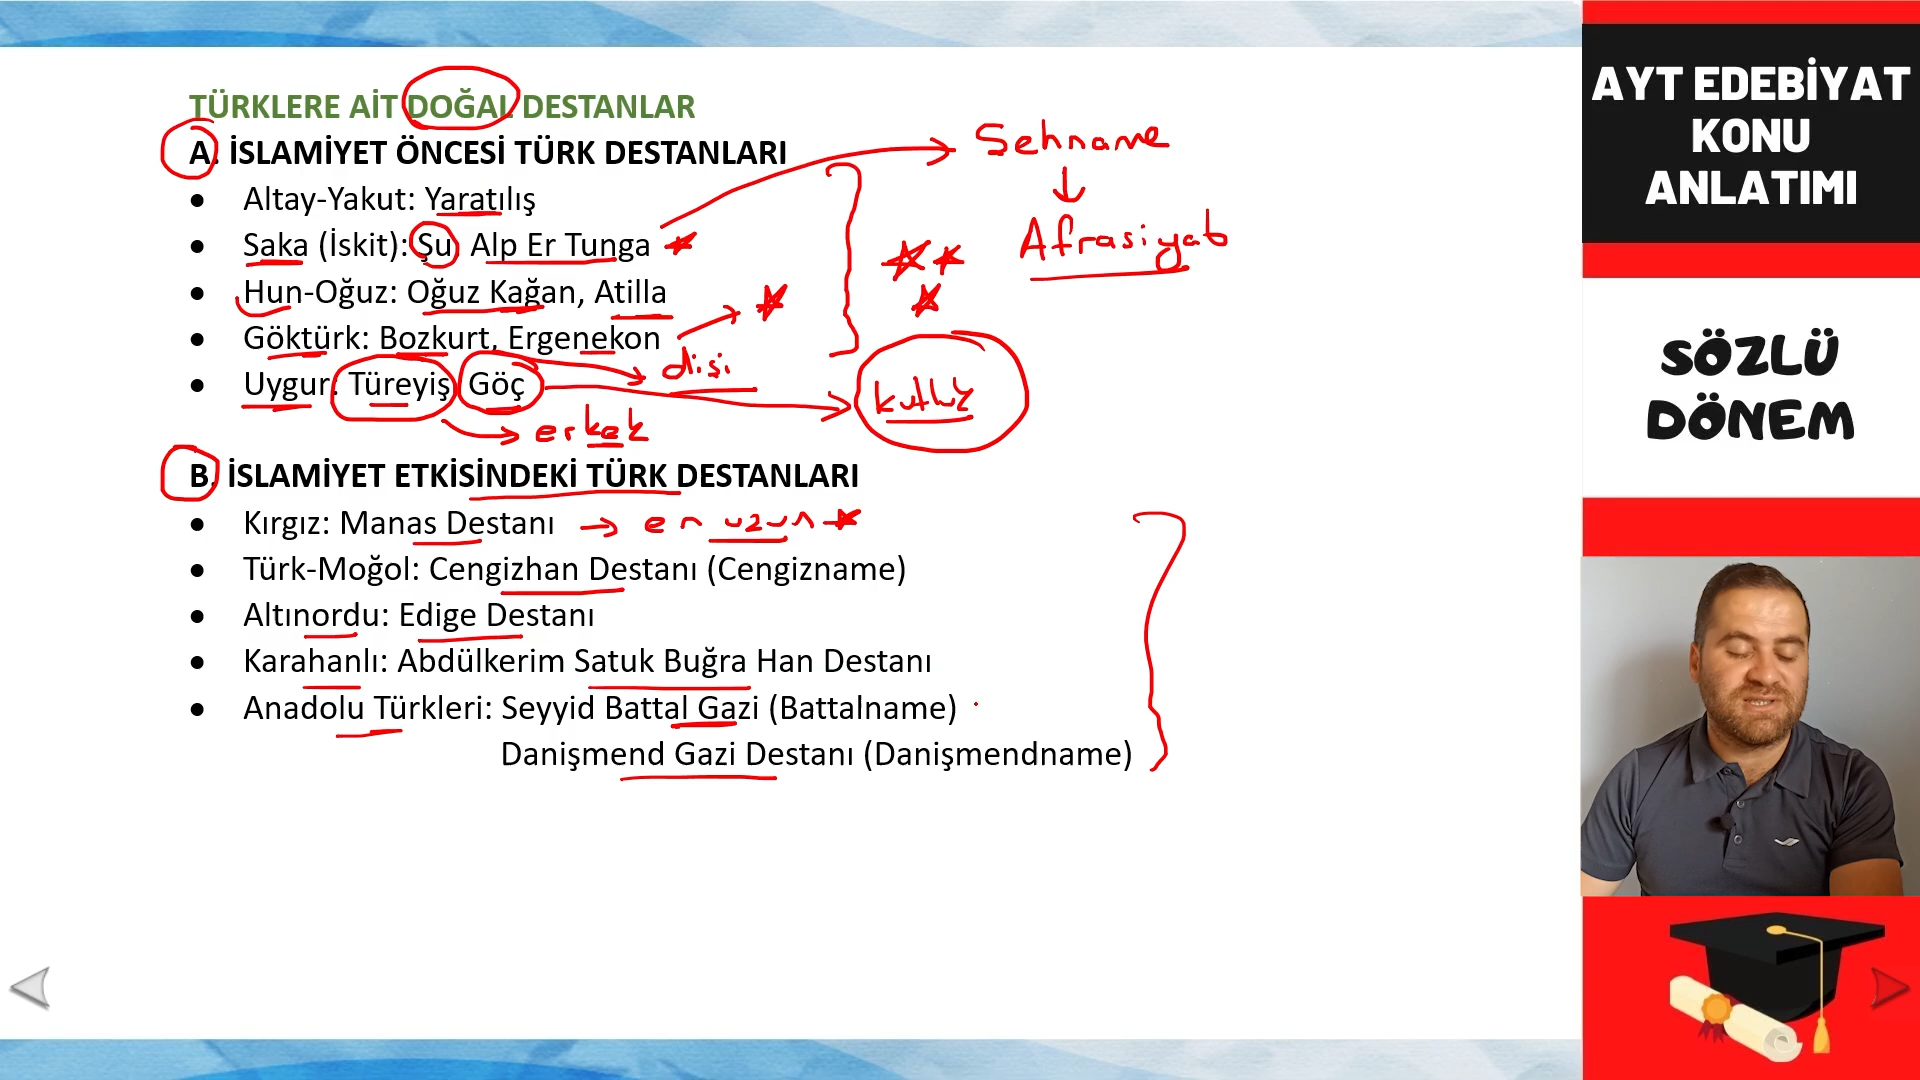 TÜRKLERE AİT DOĞAL DESTANLAR
A. İSLAMİYET ÖNCESİ TÜRK DESTANLARI
Sehname
• Altay-Yakut: Yaratılış
• Saka (İskit): Şu, Alp Er Tunga
Afrasiyab
• Hun-Oğuz: Oğuz Kağan, Atilla
• Göktürk: Bozkurt, Ergenekon
dişi
• Uygur: Türeyiş, Göç
kutluk
erkek
B. İSLAMİYET ETKİSİNDEKİ TÜRK DESTANLARI
• Kırgız: Manas Destanı → en uzun
• Türk-Moğol: Cengizhan Destanı (Cengizname)
• Altınordu: Edige Destanı
• Karahanlı: Abdülkerim Satuk Buğra Han Destanı
• Anadolu Türkleri: Seyyid Battal Gazi (Battalname)
Danişmend Gazi Destanı (Danişmendname)
AYT EDEBİYAT
KONU
ANLATIMI
SÖZLÜ
DÖNEM